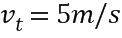 v_t = 5m/s